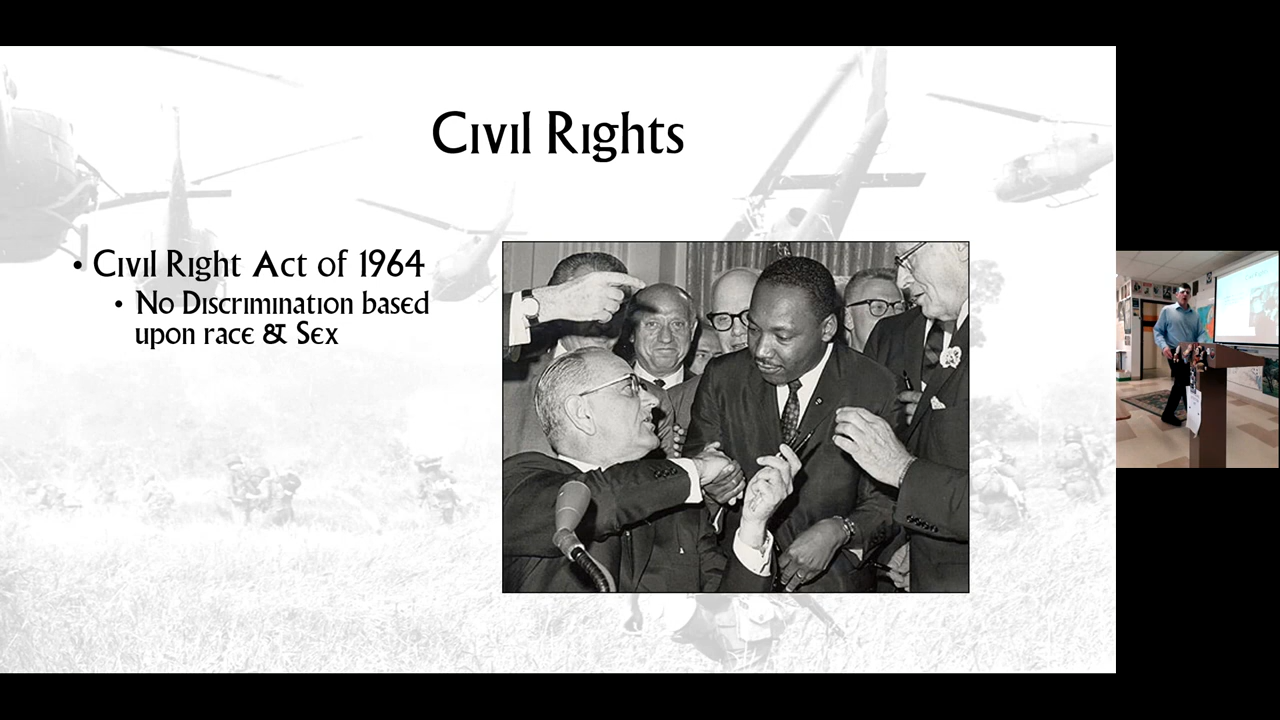 Civil Rights
• Civil Right Act of 1964
• No Discrimination based
upon race & Sex